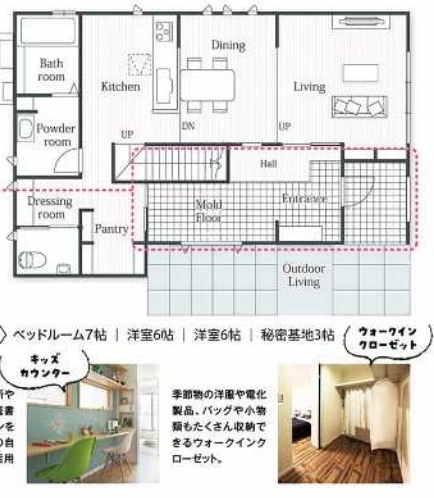 Bath
room
Kitchen
Dining
Living
Powder
room
UP
DN
UP
Hall
Dressing
room
Pantry
Mold
Floor
Entrance
Outdoor
Living
ベッドルーム7帖 | 洋室6帖 | 洋室6帖 | 秘密基地3帖
ウォークイン
クローゼット
キッズ
カウンター
季節物の洋服や電化
製品、バッグや小物
類もたくさん収納で
きるウォークインク
ローゼット。